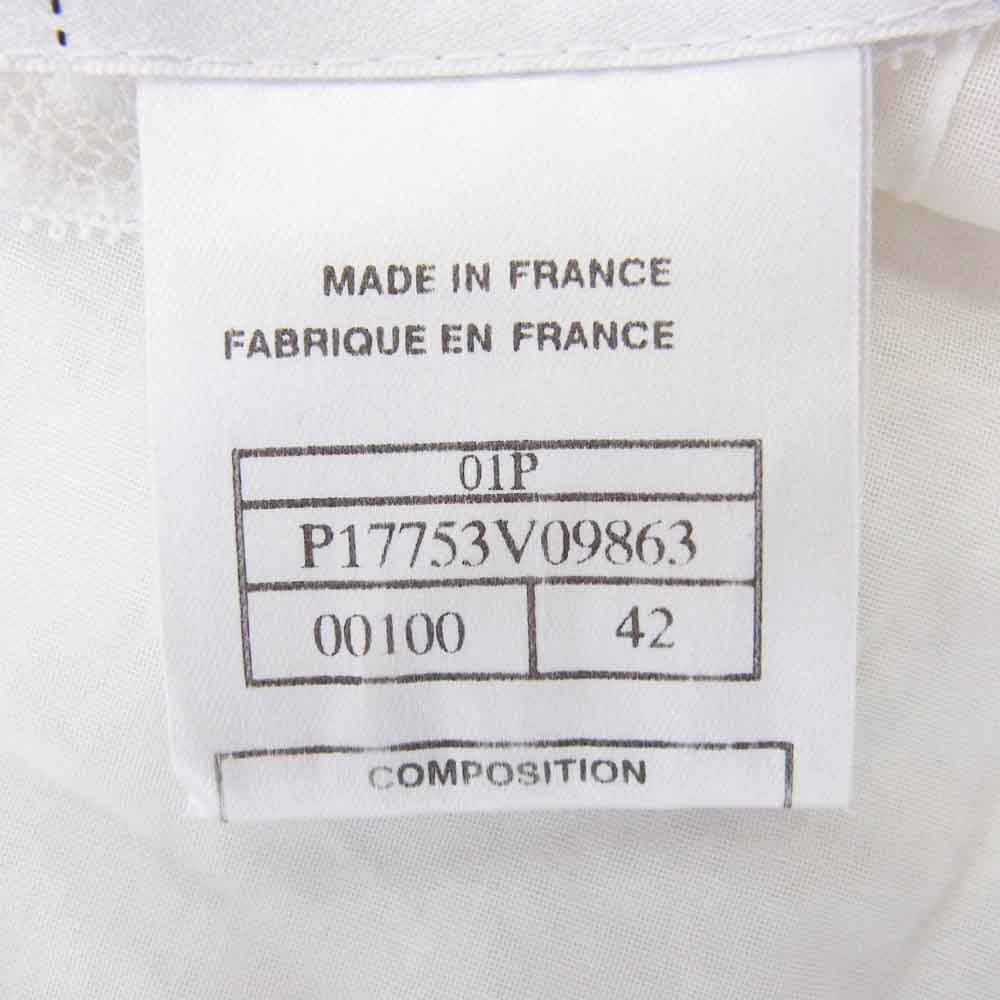 MADE IN FRANCE
FABRIQUE EN FRANCE
01P
P17753V09863
00100 42
COMPOSITION